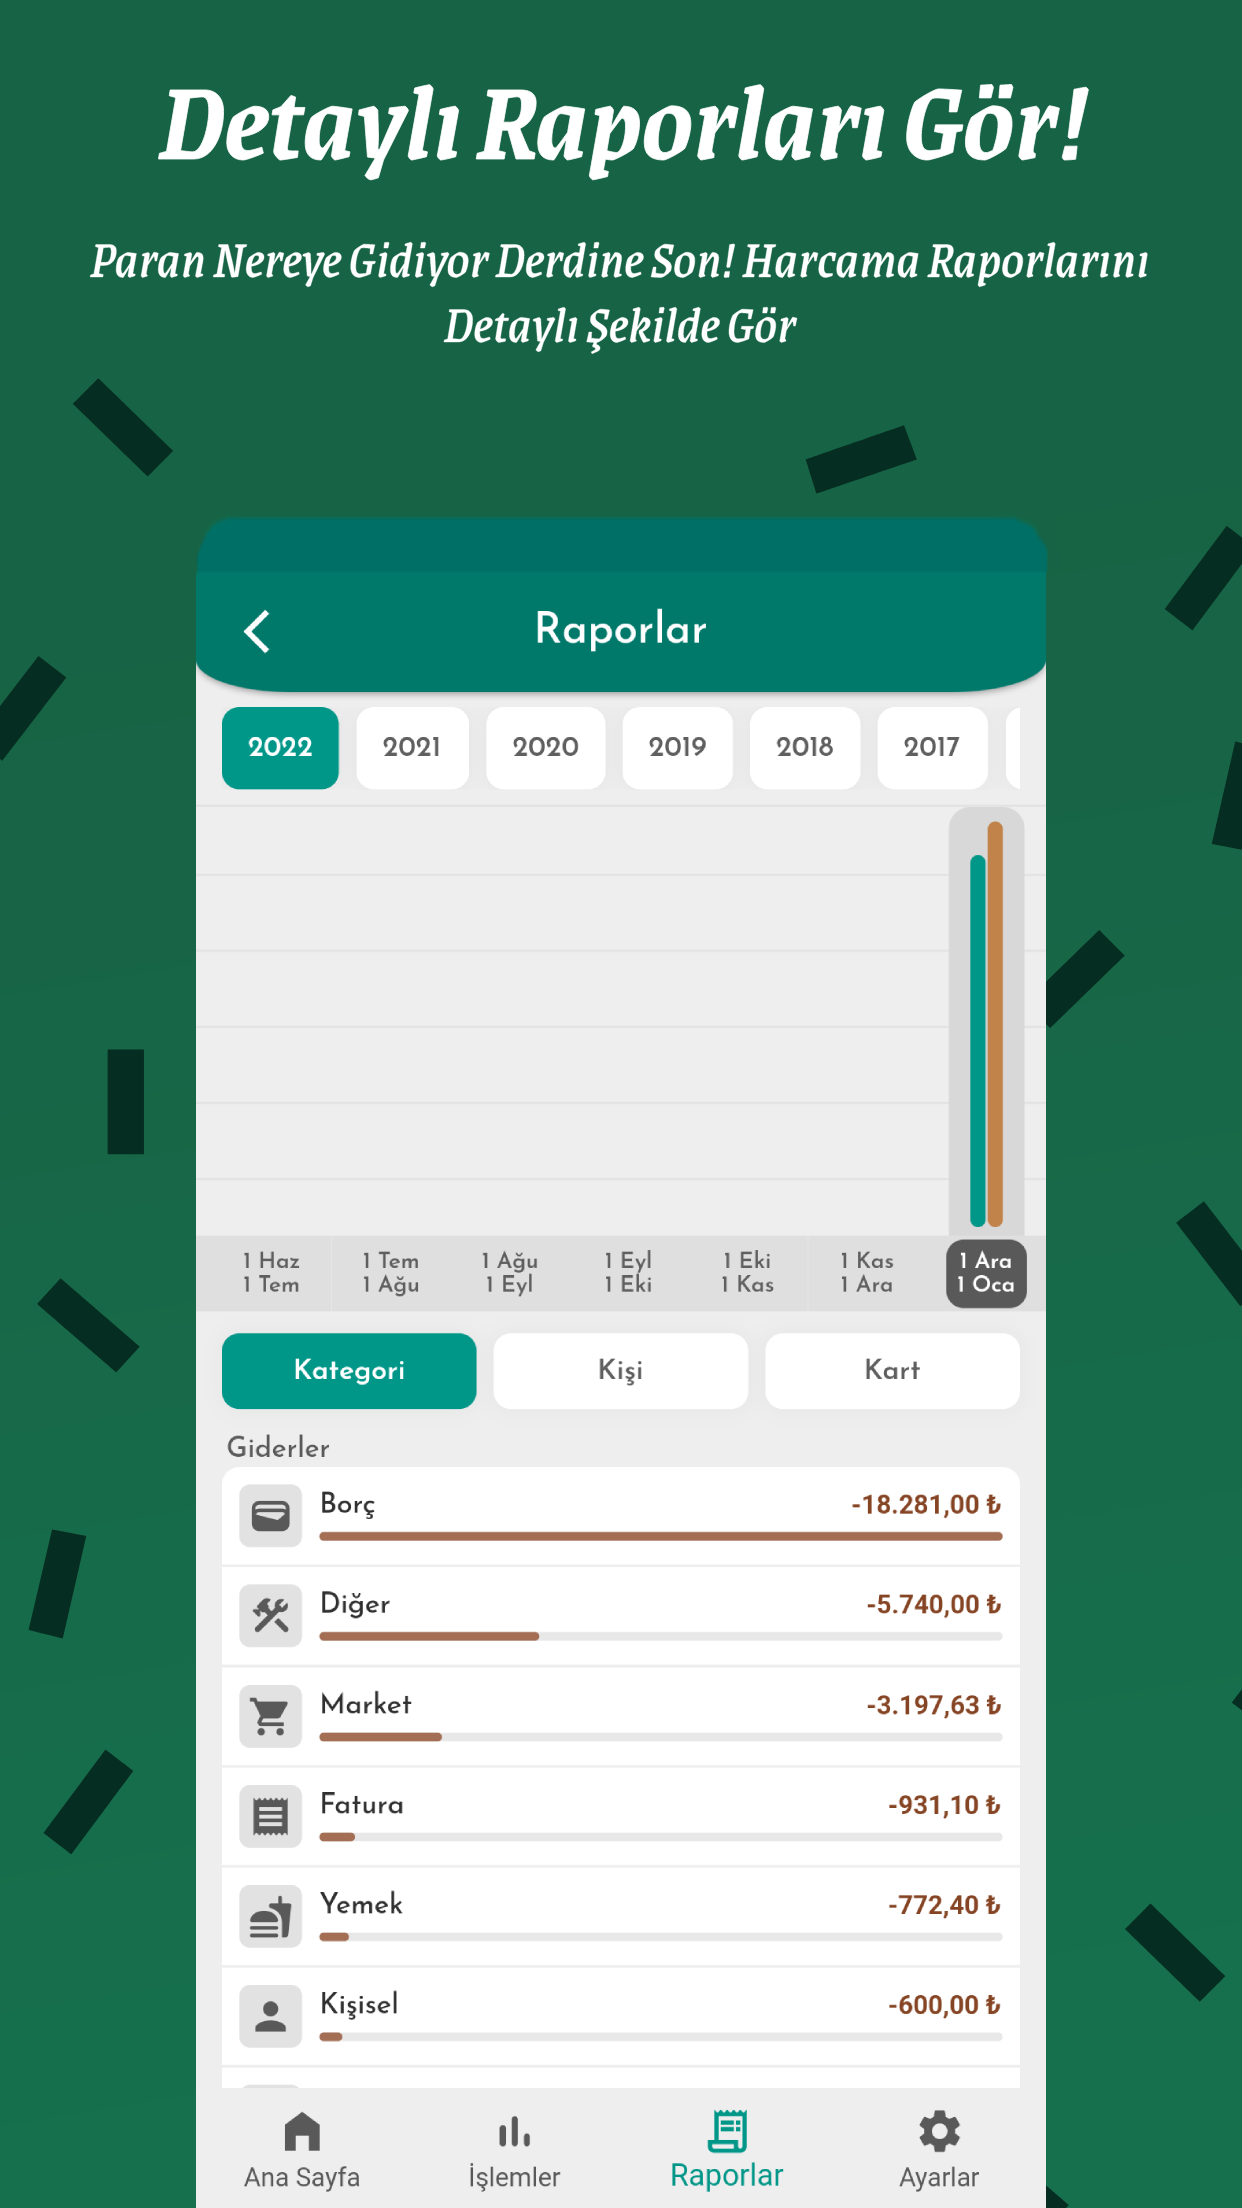 Detaylı Raporları Gör!
Paran Nereye Gidiyor Derdine Son! Harcama Raporlarını
Detaylı Şekilde Gör
Raporlar
2022 2021 2020 2019 2018 2017
1 Haz 1 Tem 1 Ağu 1 Eyl 1 Eki 1 Kas 1 Ara
1 Tem 1 Ağu 1 Eyl 1 Eki 1 Kas 1 Ara 1 Oca
Kategori Kişi Kart
Giderler
Borç -18.281,00 ₺
Diğer -5.740,00 ₺
Market -3.197,63 ₺
Fatura -931,10 ₺
Yemek -772,40 ₺
Kişisel -600,00 ₺
Ana Sayfa İşlemler Raporlar Ayarlar